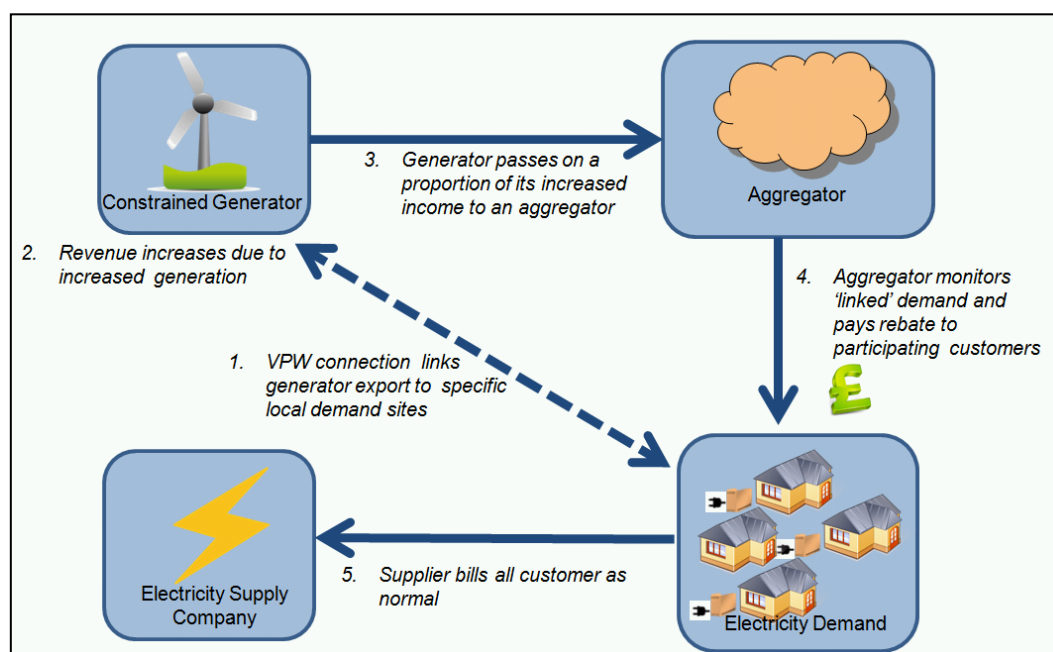 Constrained Generator
3. Generator passes on a
proportion of its increased
income to an aggregator
Aggregator
2. Revenue increases due to
increased generation
4. Aggregator monitors
‘linked’ demand and
pays rebate to
participating customers
£
1. VPW connection links
generator export to specific
local demand sites
Electricity Supply
Company
5. Supplier bills all customer as
normal
Electricity Demand